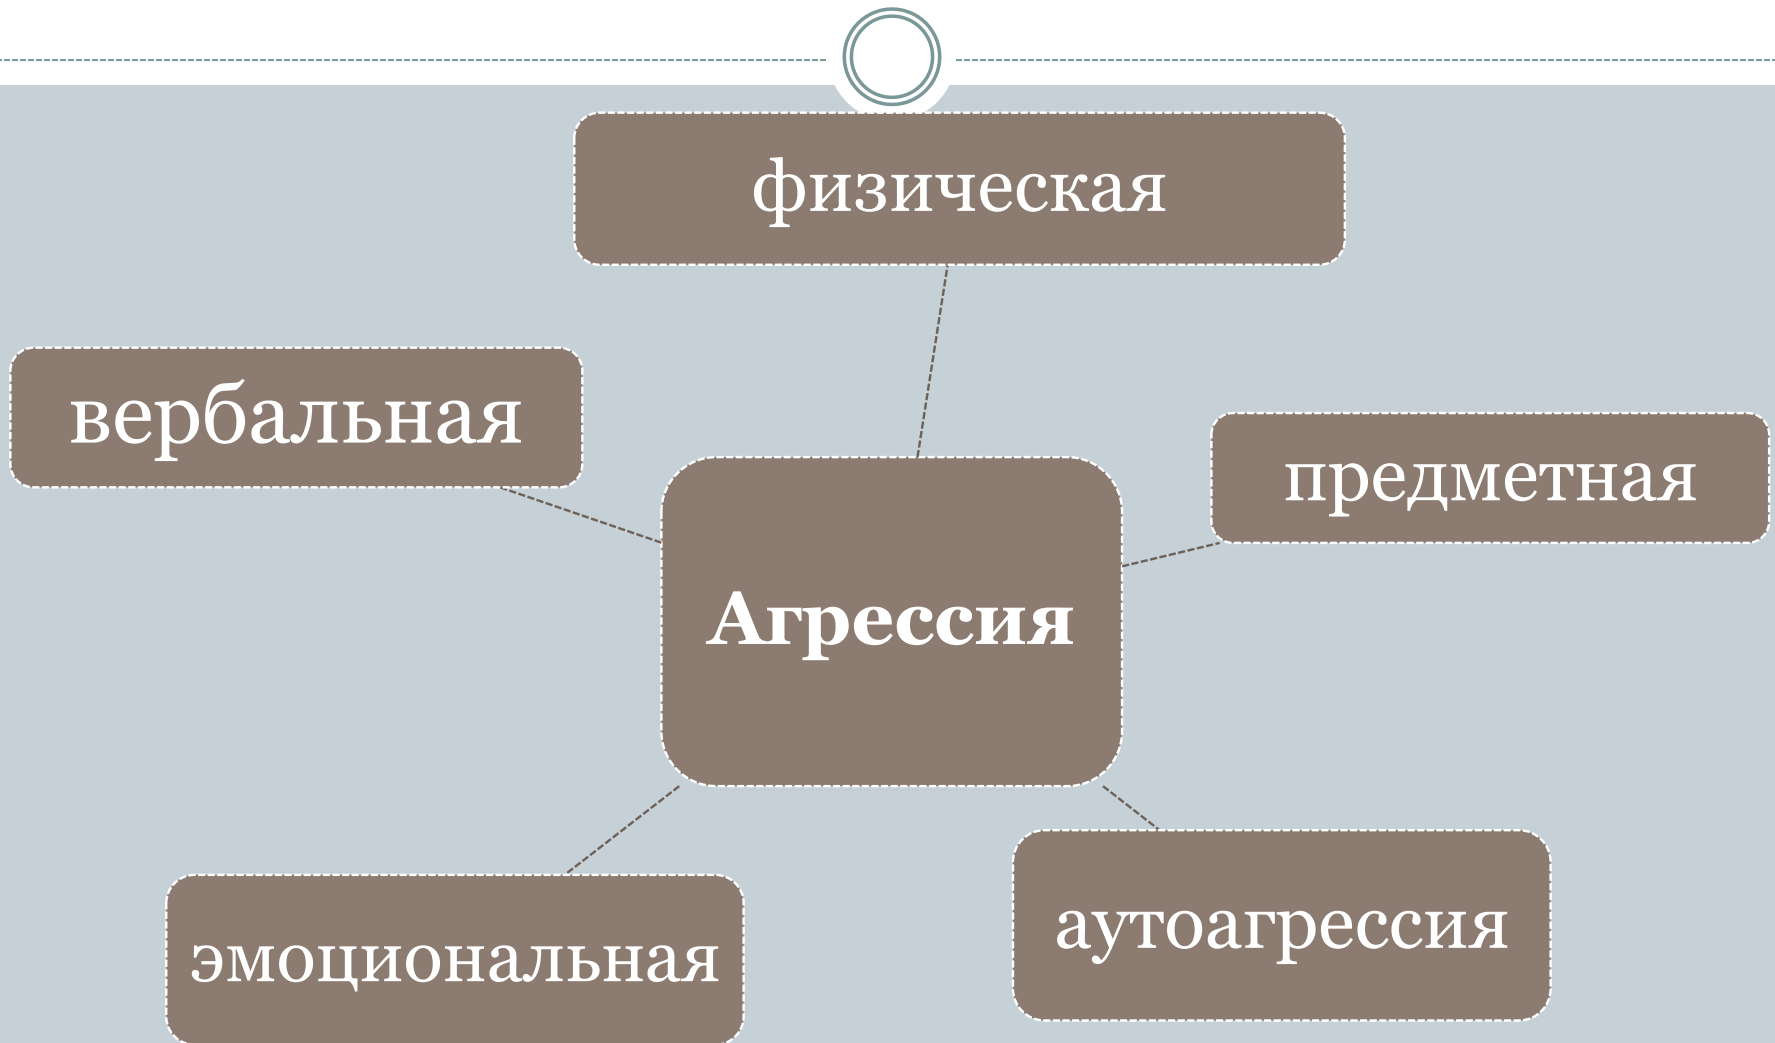 физическая
вербальная
предметная
Агрессия
аутоагрессия
эмоциональная